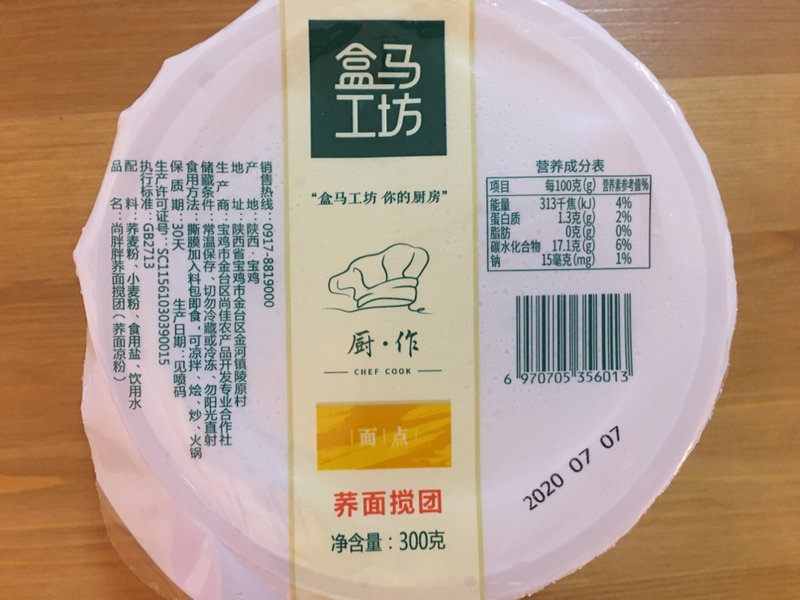 盒马
工坊
“盒马工坊 你的厨房”
厨·作
CHEF COOK
面点
荞面搅团
净含量：300克
品 名：尚胖胖荞面搅团（荞面凉粉）
配 料：荞麦粉、小麦粉、食用盐、饮用水
执行标准：GB2713
生产许可证号：SC11561030390015
保 质 期：30天 生产日期：见喷码
食用方法：撕膜加入料包即食，可凉拌、烩、炒、火锅
储藏条件：常温保存、切勿冷藏或冷冻、勿阳光直射
生 产 商：宝鸡市金台区尚佳农产品开发专业合作社
地 址：陕西省宝鸡市金台区金河镇陵原村
产 地：陕西·宝鸡
销售热线：0917-8819000
营养成分表
项目 每100克(g) 营养素参考值%
能量 313千焦(kJ) 4%
蛋白质 1.3克(g) 2%
脂肪 0克(g) 0%
碳水化合物 17.1克(g) 6%
钠 15毫克(mg) 1%
6 970705 356013
2020 07 07